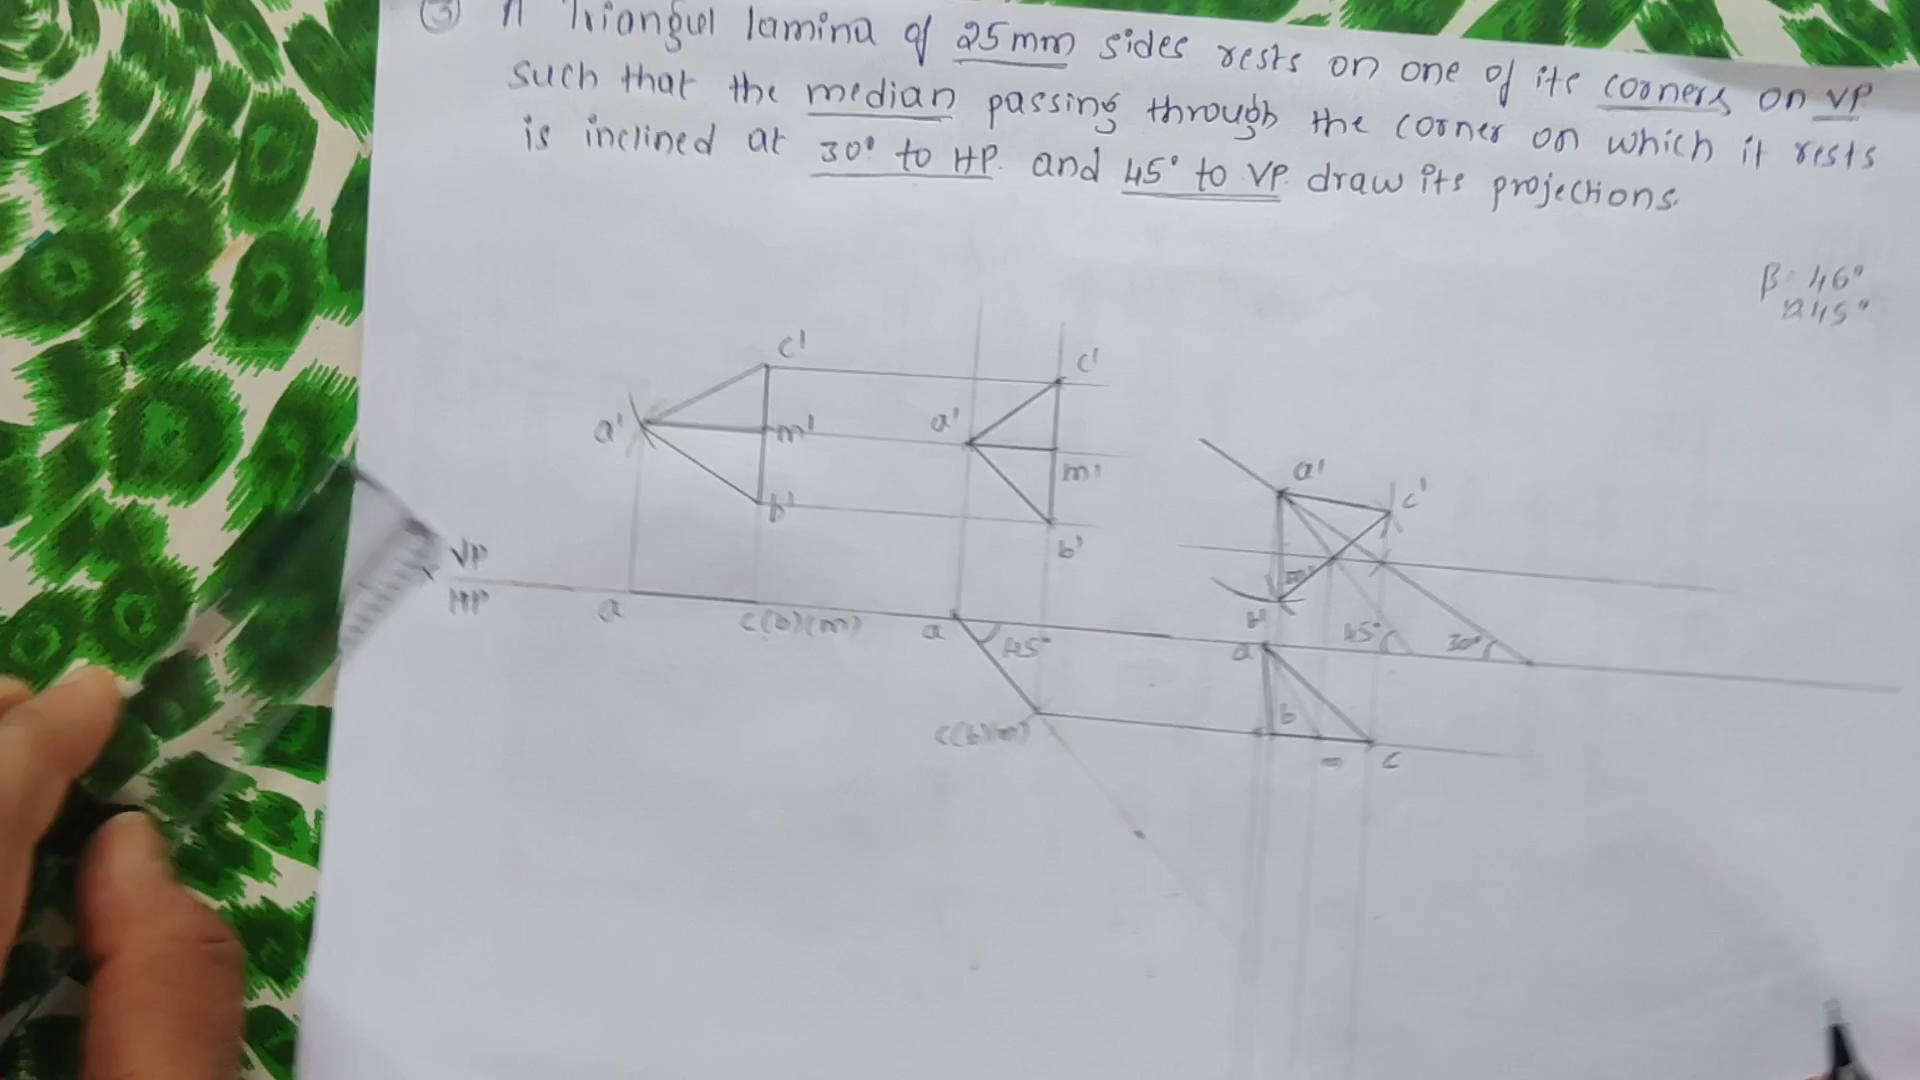 ③ A Triangul lamina of 25mm sides rests on one of its corners on VP
such that the median passing through the corner on which it rests
is inclined at 30° to HP. and 45° to VP. draw its projections.
β = 46°
≈45°
c' c'
a' m' a'
m' a' c'
b' b' m'
VP
HP
a c(b)(m) a 45° a 45° 30°
c(b)(m) b
m c